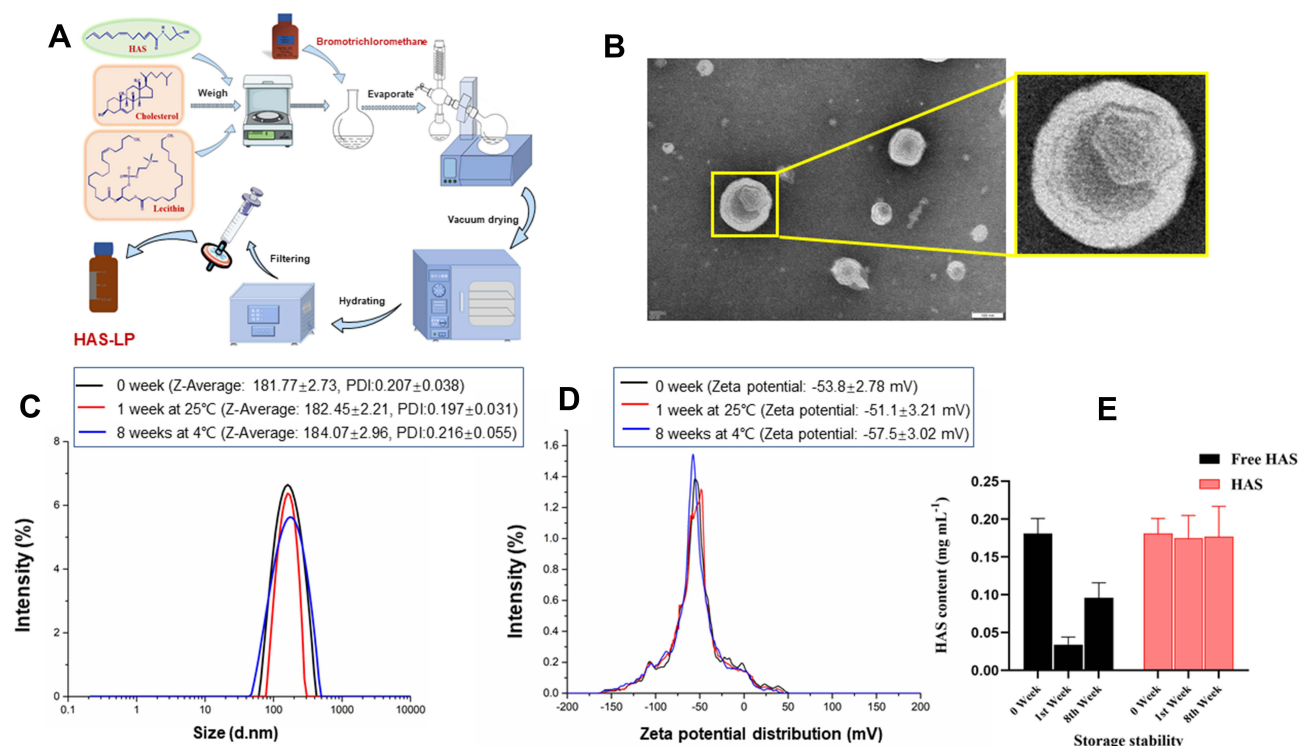 A
HAS
Cholesterol
Lecithin
Weigh
Bromotrichloromethane
Evaporate
Vacuum drying
Hydrating
Filtering
HAS-LP
B
C
0 week (Z-Average: 181.77±2.73, PDI:0.207±0.038)
1 week at 25℃ (Z-Average: 182.45±2.21, PDI:0.197±0.031)
8 weeks at 4℃ (Z-Average: 184.07±2.96, PDI:0.216±0.055)
Intensity (%)
8
6
4
2
0
0.1 1 10 100 1000 10000
Size (d.nm)
D
0 week (Zeta potential: -53.8±2.78 mV)
1 week at 25℃ (Zeta potential: -51.1±3.21 mV)
8 weeks at 4℃ (Zeta potential: -57.5±3.02 mV)
Intensity (%)
1.6
1.4
1.2
1.0
0.8
0.6
0.4
0.2
0.0
-200 -150 -100 -50 0 50 100 150 200
Zeta potential distribution (mV)
E
Free HAS
HAS
HAS content (mg mL⁻¹)
0.25
0.20
0.15
0.10
0.05
0.00
0 Week 1st Week 8th Week 0 Week 1st Week 8th Week
Storage stability